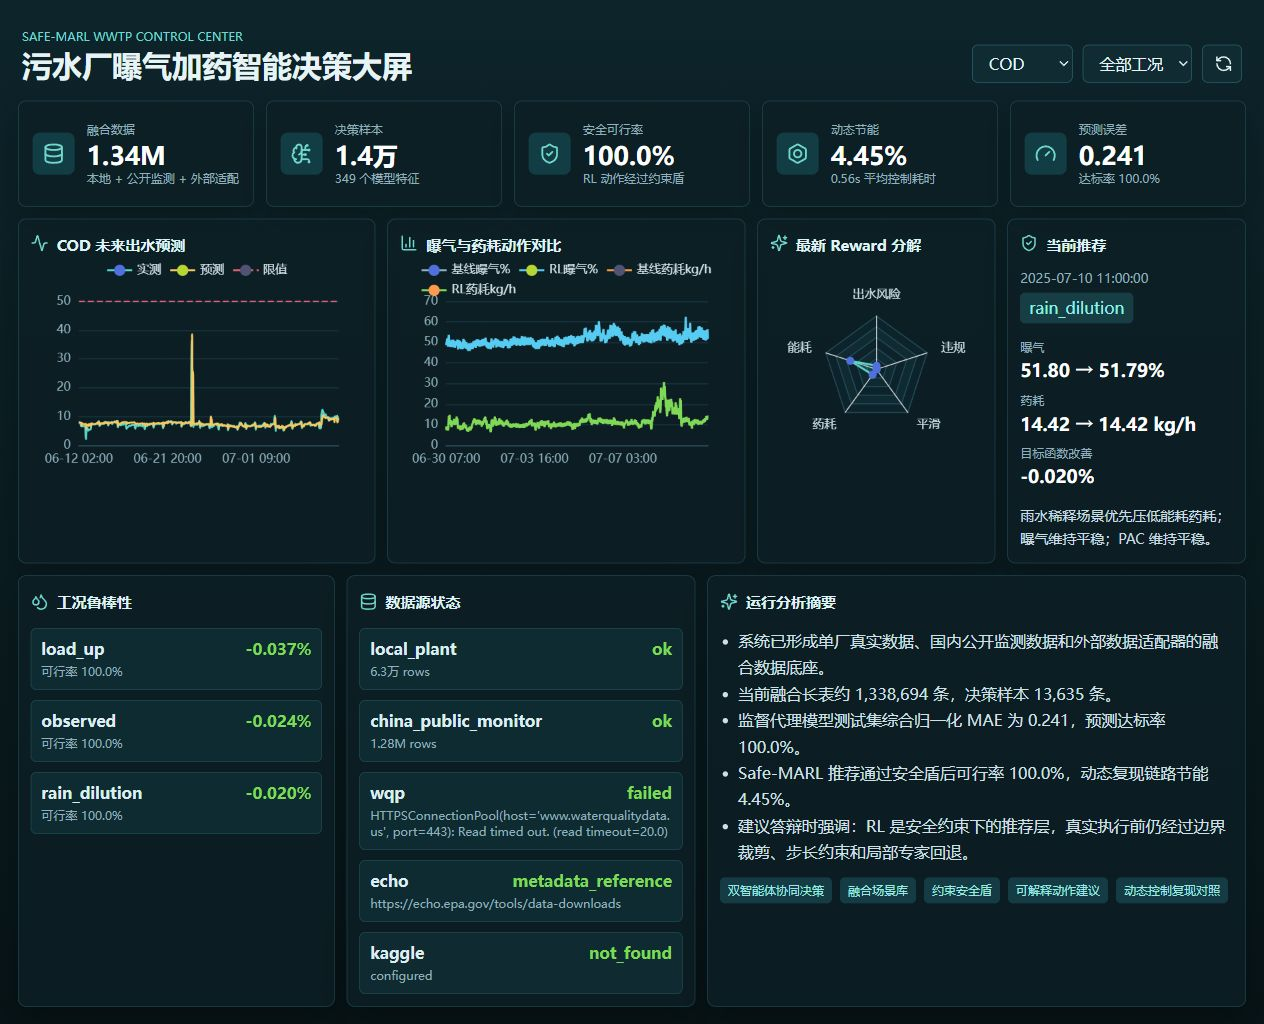 SAFE-MARL WWTP CONTROL CENTER
污水厂曝气加药智能决策大屏
COD
全部工况
融合数据
1.34M
本地 + 公开监测 + 外部适配
决策样本
1.4万
349 个模型特征
安全可行率
100.0%
RL 动作经过约束盾
动态节能
4.45%
0.56s 平均控制耗时
预测误差
0.241
达标率 100.0%
COD 未来出水预测
实测 预测 限值
50
40
30
20
10
0
06-12 02:00 06-21 20:00 07-01 09:00
曝气与药耗动作对比
基线曝气% RL曝气% 基线药耗kg/h
RL药耗kg/h
70
60
50
40
30
20
10
0
06-30 07:00 07-03 16:00 07-07 03:00
最新 Reward 分解
出水风险
能耗
违规
药耗
平滑
当前推荐
2025-07-10 11:00:00
rain_dilution
曝气
51.80 → 51.79%
药耗
14.42 → 14.42 kg/h
目标函数改善
-0.020%
雨水稀释场景优先压低能耗药耗；
曝气维持平稳；PAC 维持平稳。
工况鲁棒性
load_up -0.037%
可行率 100.0%
observed -0.024%
可行率 100.0%
rain_dilution -0.020%
可行率 100.0%
数据源状态
local_plant ok
6.3万 rows
china_public_monitor ok
1.28M rows
wqp failed
HTTPSConnectionPool(host='www.waterqualitydata.
us', port=443): Read timed out. (read timeout=20.0)
echo metadata_reference
https://echo.epa.gov/tools/data-downloads
kaggle not_found
configured
运行分析摘要
• 系统已形成单厂真实数据、国内公开监测数据和外部数据适配器的融
合数据底座。
• 当前融合长表约 1,338,694 条，决策样本 13,635 条。
• 监督代理模型测试集综合归一化 MAE 为 0.241，预测达标率
100.0%。
• Safe-MARL 推荐通过安全盾后可行率 100.0%，动态复现链路节能
4.45%。
• 建议答辩时强调：RL 是安全约束下的推荐层，真实执行前仍经过边界
裁剪、步长约束和局部专家回退。
双智能体协同决策 融合场景库 约束安全盾 可解释动作建议 动态控制复现对照